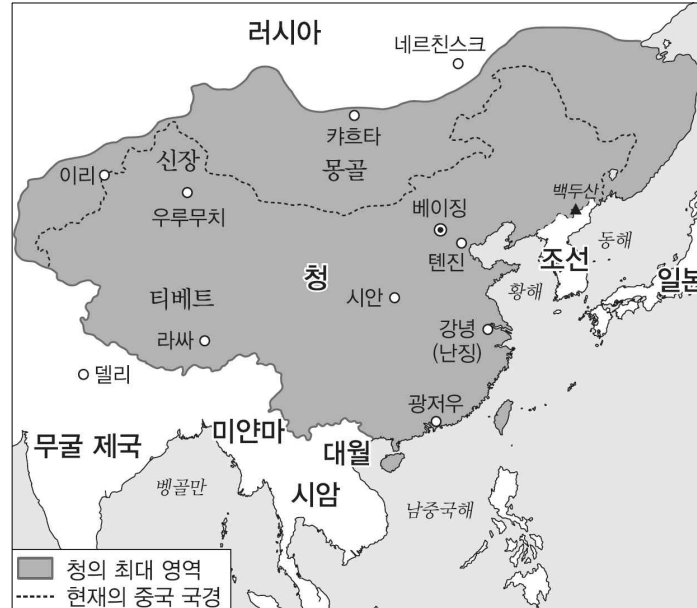 러시아
네르친스크
캬흐타
신장
몽골
이리
우루무치
백두산
베이징
톈진
동해
조선
청
티베트
시안
황해
일본
강녕
(난징)
라싸
델리
광저우
미얀마
무굴 제국
대월
시암
벵골만
남중국해
청의 최대 영역
현재의 중국 국경